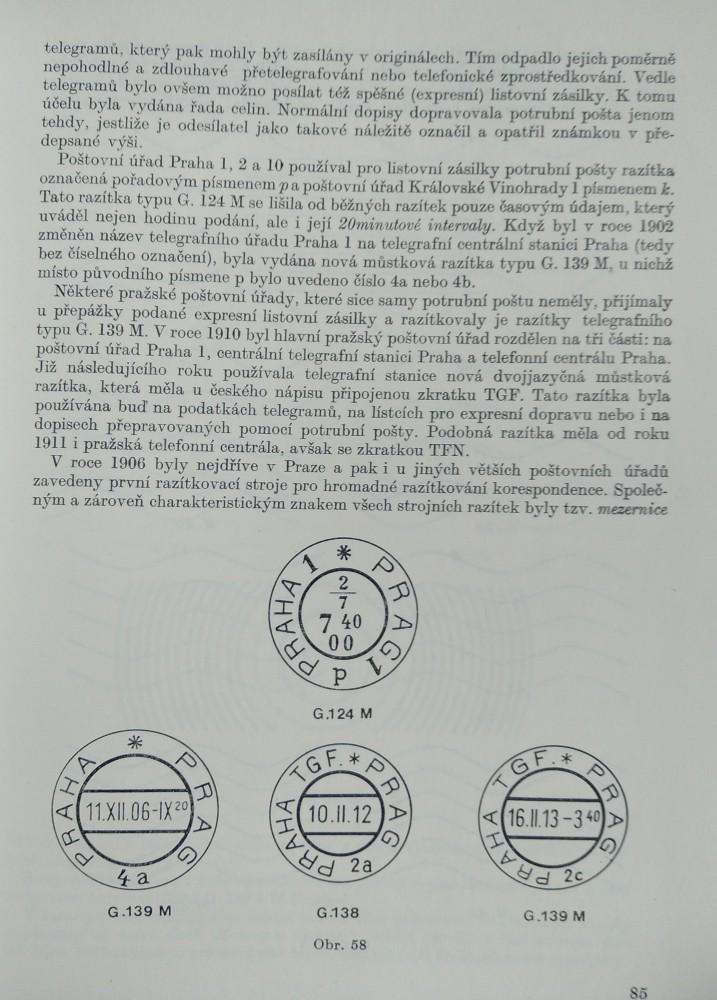 telegramů, který pak mohly být zasílány v originálech. Tím odpadlo jejich poměrně
nepohodlné a zdlouhavé přetelegrafování nebo telefonické zprostředkování. Vedle
telegramů bylo ovšem možno posílat též spěšné (expresní) listovní zásilky. K tomu
účelu byla vydána řada celin. Normální dopisy dopravovala potrubní pošta jenom
tehdy, jestliže je odesílatel jako takové náležitě označil a opatřil známkou v pře-
depsané výši.
Poštovní úřad Praha 1, 2 a 10 používal pro listovní zásilky potrubní pošty razítka
označená pořadovým písmenem p a poštovní úřad Královské Vinohrady 1 písmenem k.
Tato razítka typu G. 124 M se lišila od běžných razítek pouze časovým údajem, který
uváděl nejen hodinu podání, ale i její 20minutové intervaly. Když byl v roce 1902
změněn název telegrafního úřadu Praha 1 na telegrafní centrální stanici Praha (tedy
bez číselného označení), byla vydána nová můstková razítka typu G. 139 M, u nichž
místo původního písmene p bylo uvedeno číslo 4a nebo 4b.
Některé pražské poštovní úřady, které sice samy potrubní poštu neměly, přijímaly
u přepážky podané expresní listovní zásilky a razítkovaly je razítky telegrafního
typu G. 139 M. V roce 1910 byl hlavní pražský poštovní úřad rozdělen na tři části: na
poštovní úřad Praha 1, centrální telegrafní stanici Praha a telefonní centrálu Praha.
Již následujícího roku používala telegrafní stanice nová dvojjazyčná můstková
razítka, která měla u českého nápisu připojenou zkratku TGF. Tato razítka byla
používána buď na podatkách telegramů, na lístcích pro expresní dopravu nebo i na
dopisech přepravovaných pomocí potrubní pošty. Podobná razítka měla od roku
1911 i pražská telefonní centrála, avšak se zkratkou TFN.
V roce 1906 byly nejdříve v Praze a pak i u jiných větších poštovních úřadů
zavedeny první razítkovací stroje pro hromadné razítkování korespondence. Společ-
ným a zároveň charakteristickým znakem všech strojních razítek byly tzv. mezernice
PRAHA 1 * PRAG 1
2
7
7 40
00
p
G.124 M
PRAHA * PRAG
11.XII.06-IX 20
4a
G.139 M
PRAHA TGF. * PRAG
10.II.12
2a
G.138
PRAHA TGF. * PRAG
16.II.13-3 40
2c
G.139 M
Obr. 58
85